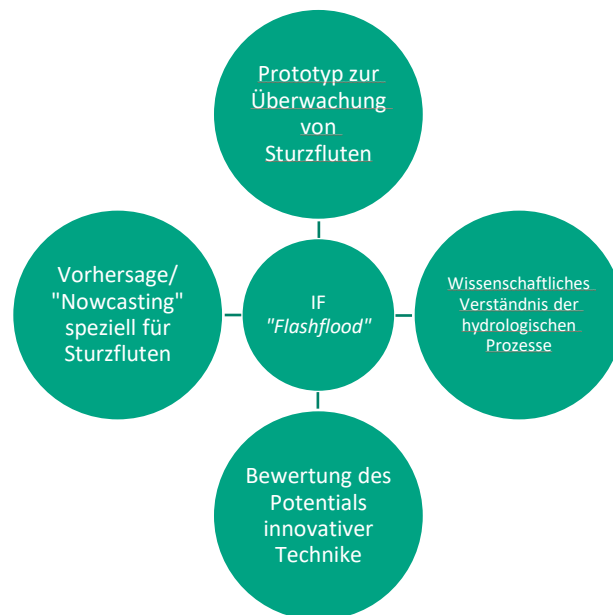 Prototyp zur
Überwachung
von
Sturzfluten
Vorhersage/
"Nowcasting"
speziell für
Sturzfluten
IF
"Flashflood"
Wissenschaftliches
Verständnis der
hydrologischen
Prozesse
Bewertung des
Potentials
innovativer
Technike